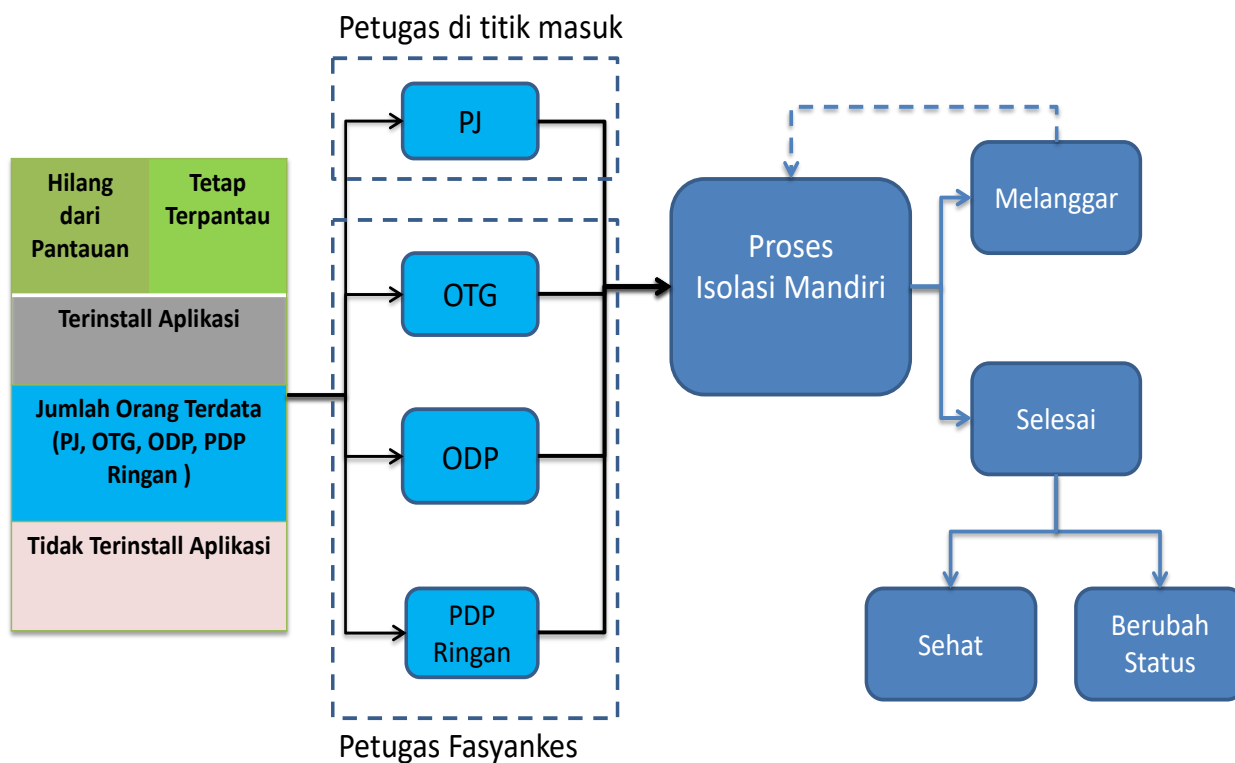 Petugas di titik masuk
PJ
Hilang
dari
Pantauan
Tetap
Terpantau
Terinstall Aplikasi
Jumlah Orang Terdata
(PJ, OTG, ODP, PDP
Ringan )
Tidak Terinstall Aplikasi
OTG
ODP
PDP
Ringan
Petugas Fasyankes
Proses
Isolasi Mandiri
Melanggar
Selesai
Sehat
Berubah
Status